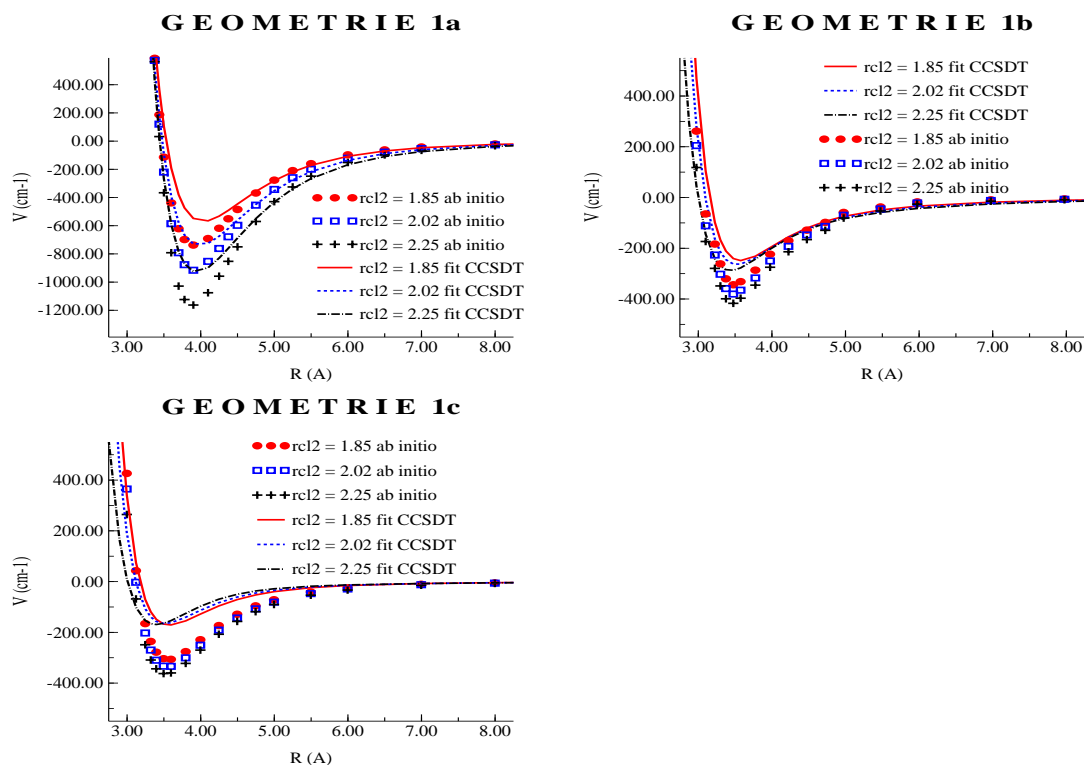 G E O M E T R I E 1a
400.00
200.00
0.00
-200.00
-400.00
-600.00
-800.00
-1000.00
-1200.00
V (cm-1)
rcl2 = 1.85 ab initio
rcl2 = 2.02 ab initio
rcl2 = 2.25 ab initio
rcl2 = 1.85 fit CCSDT
rcl2 = 2.02 fit CCSDT
rcl2 = 2.25 fit CCSDT
3.00 4.00 5.00 6.00 7.00 8.00
R (A)
G E O M E T R I E 1b
400.00
200.00
0.00
-200.00
-400.00
V (cm-1)
rcl2 = 1.85 fit CCSDT
rcl2 = 2.02 fit CCSDT
rcl2 = 2.25 fit CCSDT
rcl2 = 1.85 ab initio
rcl2 = 2.02 ab initio
rcl2 = 2.25 ab initio
3.00 4.00 5.00 6.00 7.00 8.00
R (A)
G E O M E T R I E 1c
400.00
200.00
0.00
-200.00
-400.00
V (cm-1)
rcl2 = 1.85 ab initio
rcl2 = 2.02 ab initio
rcl2 = 2.25 ab initio
rcl2 = 1.85 fit CCSDT
rcl2 = 2.02 fit CCSDT
rcl2 = 2.25 fit CCSDT
3.00 4.00 5.00 6.00 7.00 8.00
R (A)